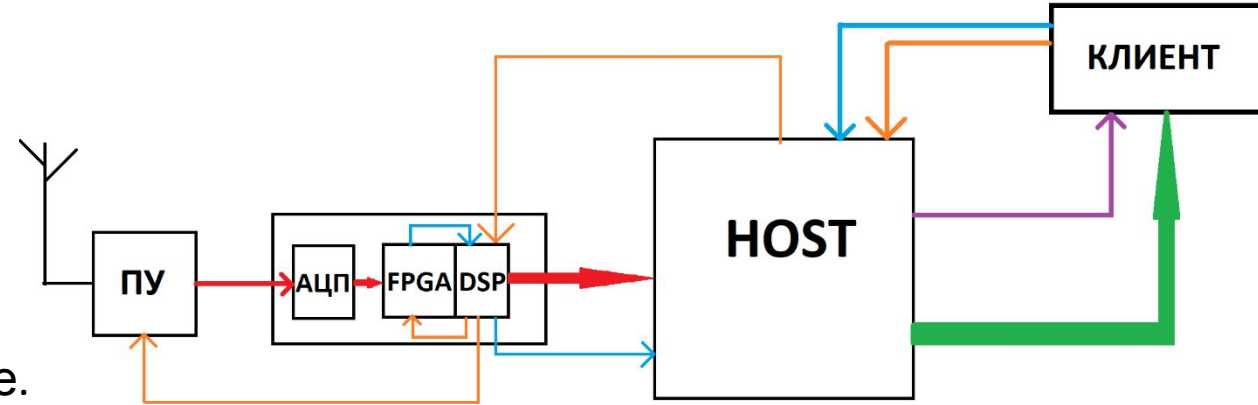 КЛИЕНТ
HOST
ПУ
АЦП
FPGA
DSP
е.